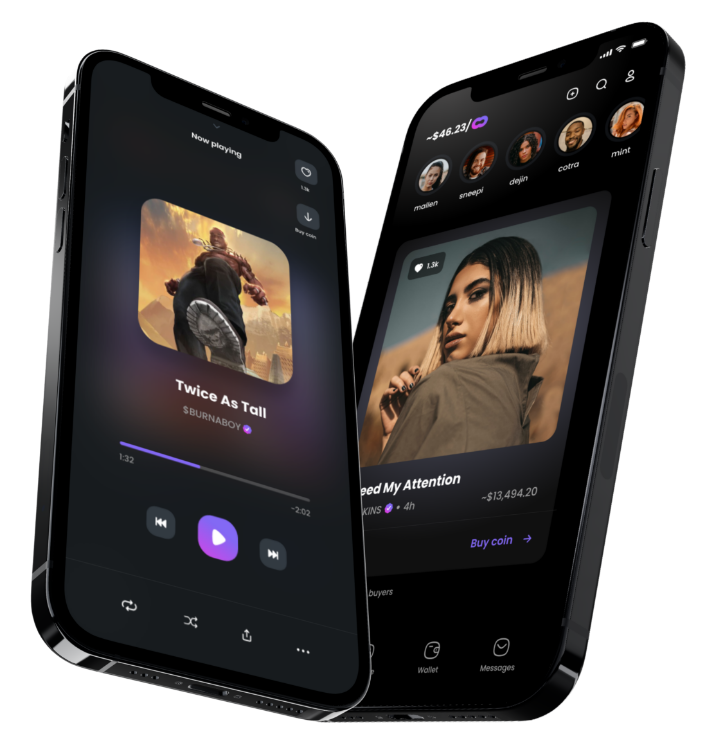 Now playing
1.3k
Buy coin
Twice As Tall
$BURNABOY
1:32
-2:02
~$46.23/
mailen
sneepi
dejin
cotra
mint
1.3k
eed My Attention
KINS • 4h
~$13,494.20
Buy coin →
buyers
Wallet
Messages